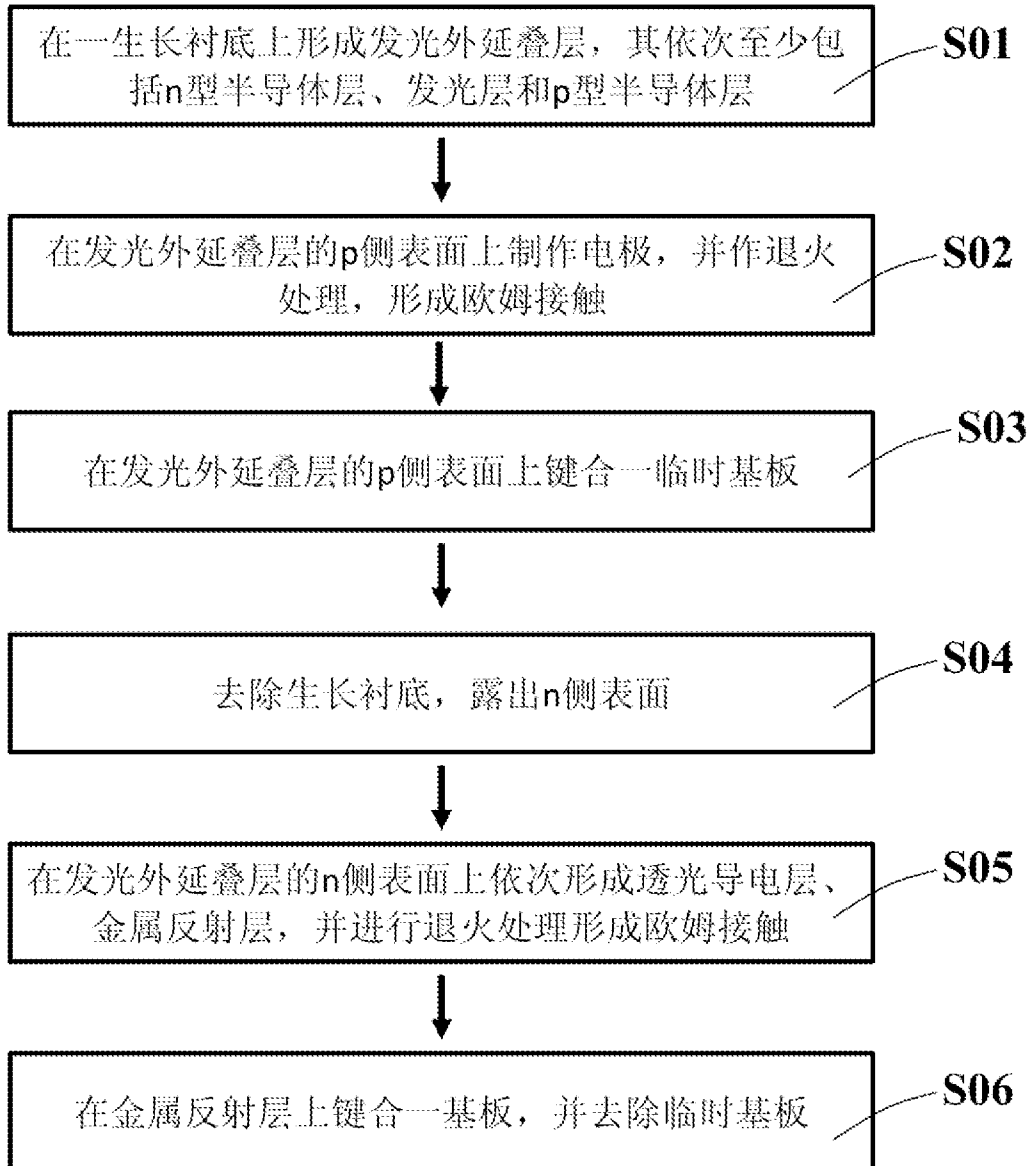 在一生长衬底上形成发光外延叠层，其依次至少包
括n型半导体层、发光层和p型半导体层
S01
在发光外延叠层的p侧表面上制作电极，并作退火
处理，形成欧姆接触
S02
在发光外延叠层的p侧表面上键合一临时基板
S03
去除生长衬底，露出n侧表面
S04
在发光外延叠层的n侧表面上依次形成透光导电层、
金属反射层，并进行退火处理形成欧姆接触
S05
在金属反射层上键合一基板，并去除临时基板
S06